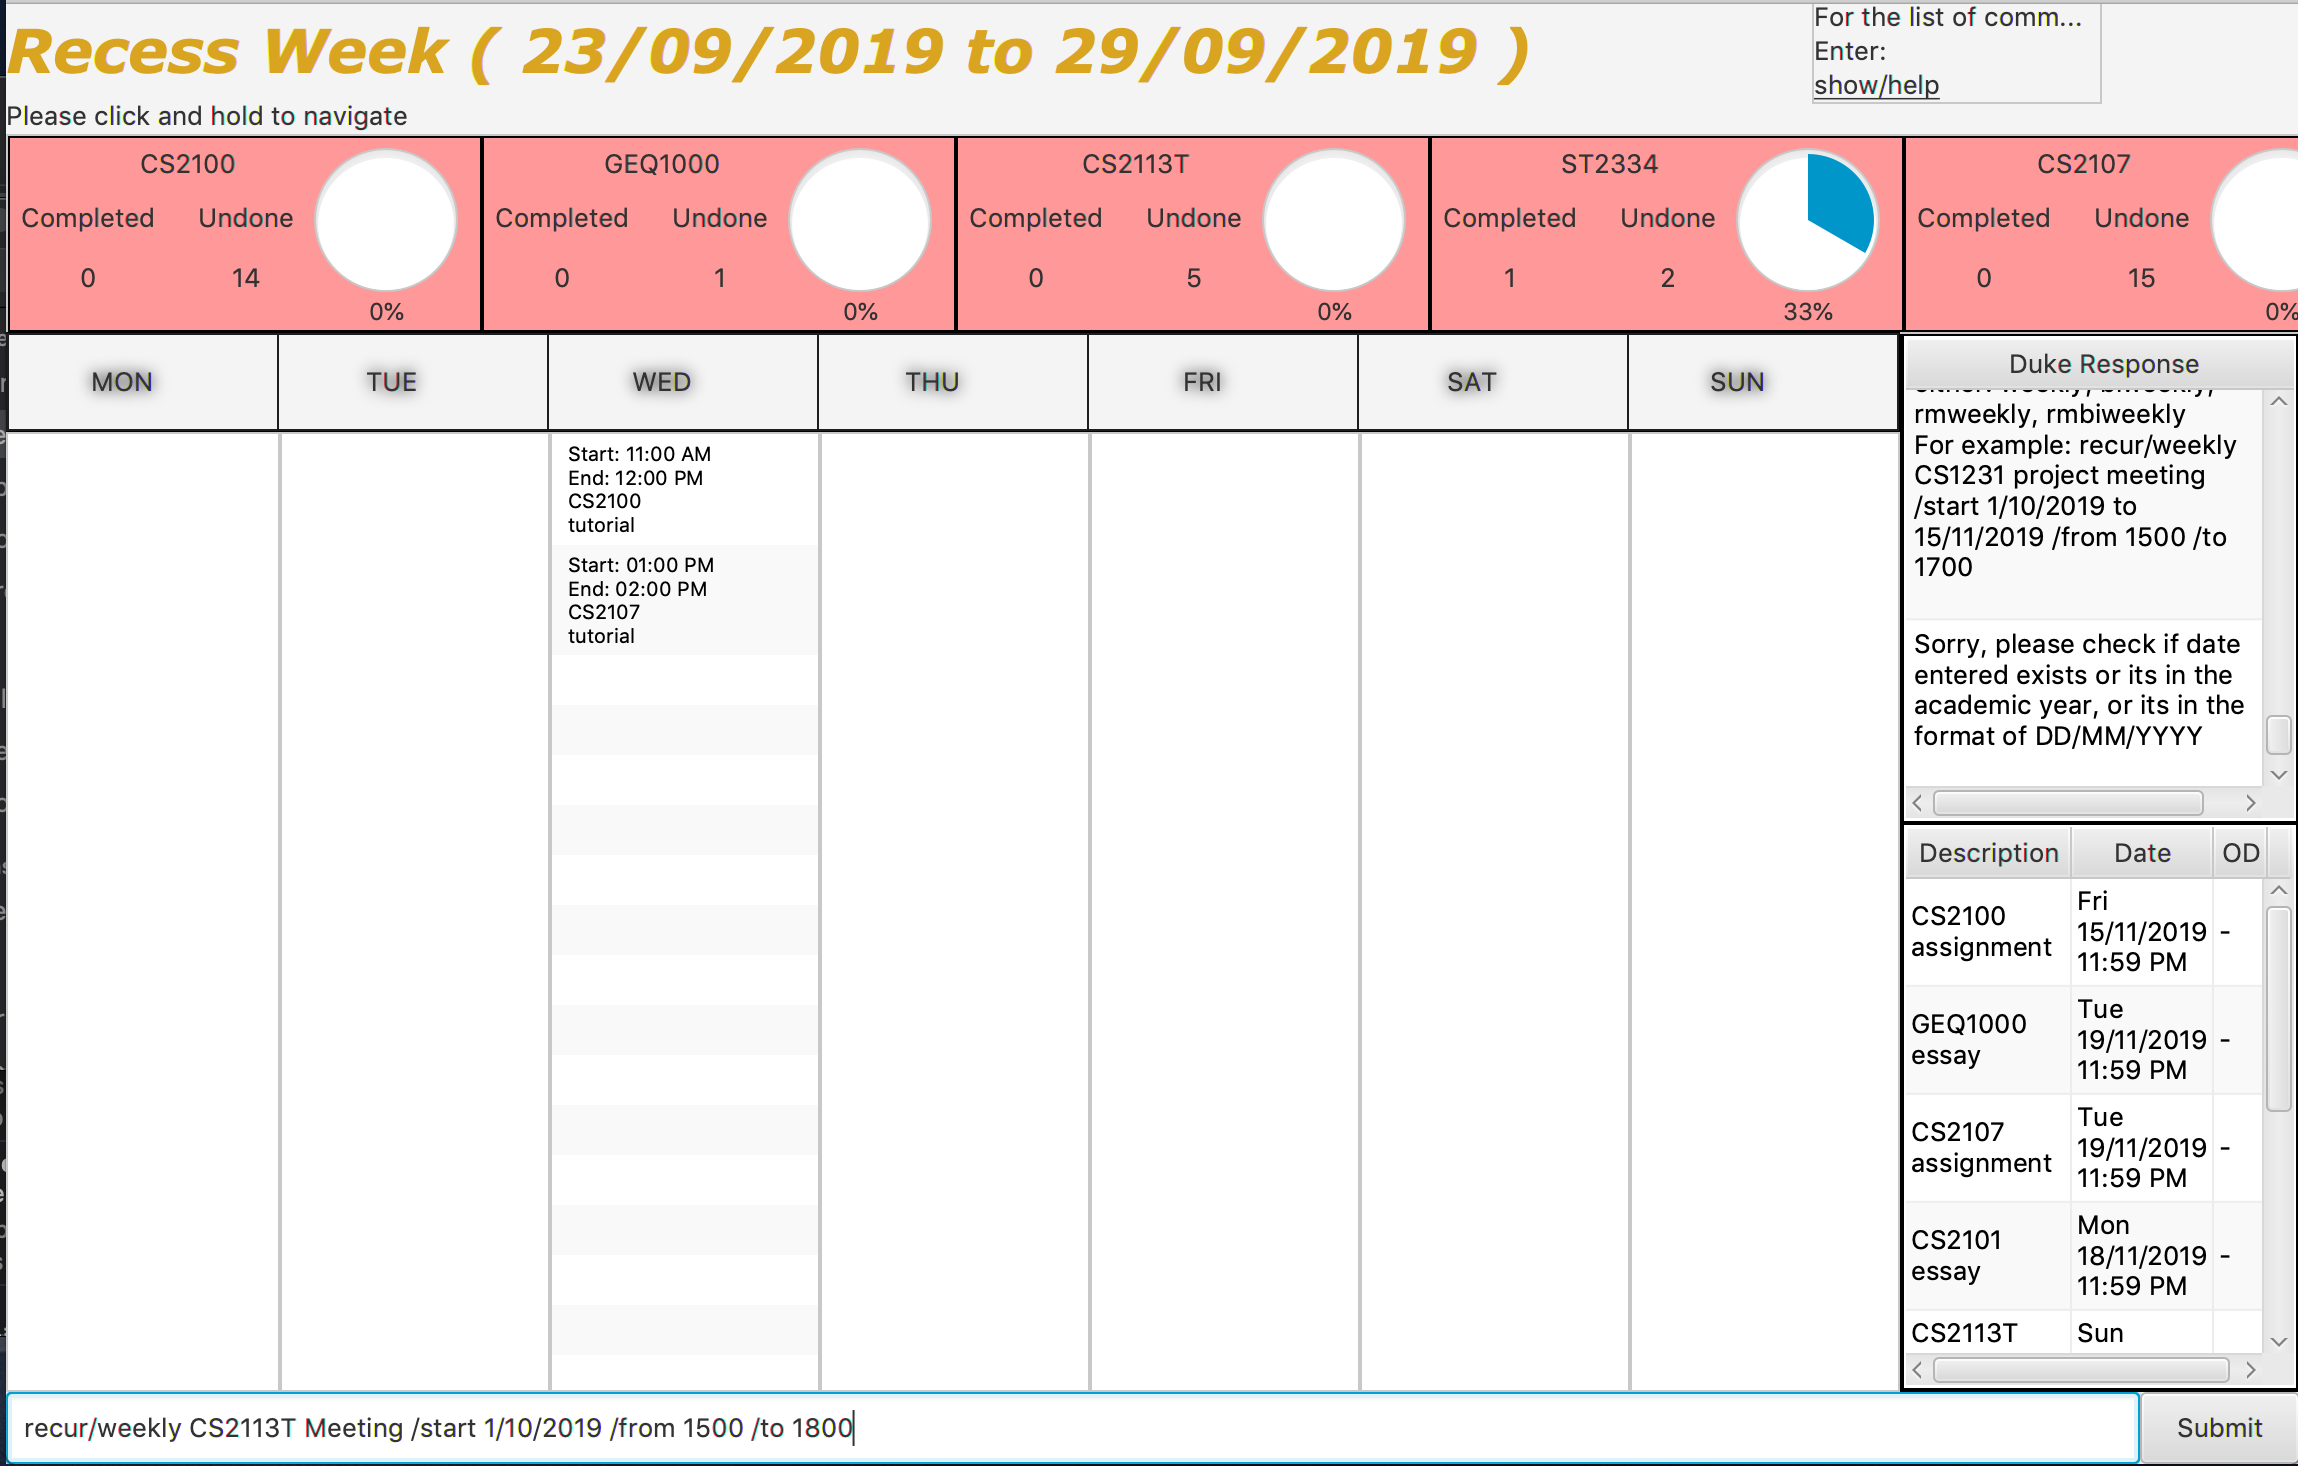 Recess Week ( 23/09/2019 to 29/09/2019 )
For the list of comm...
Enter:
show/help
Please click and hold to navigate
CS2100
Completed Undone
0 14
0%
GEQ1000
Completed Undone
0 1
0%
CS2113T
Completed Undone
0 5
0%
ST2334
Completed Undone
1 2
33%
CS2107
Completed Undone
0 15
0%
MON TUE WED THU FRI SAT SUN
Start: 11:00 AM
End: 12:00 PM
CS2100
tutorial
Start: 01:00 PM
End: 02:00 PM
CS2107
tutorial
Duke Response
either: weekly, biweekly,
rmweekly, rmbiweekly
For example: recur/weekly
CS1231 project meeting
/start 1/10/2019 to
15/11/2019 /from 1500 /to
1700
Sorry, please check if date
entered exists or its in the
academic year, or its in the
format of DD/MM/YYYY
Description Date OD
CS2100
assignment
Fri
15/11/2019
11:59 PM
-
GEQ1000
essay
Tue
19/11/2019
11:59 PM
-
CS2107
assignment
Tue
19/11/2019
11:59 PM
-
CS2101
essay
Mon
18/11/2019
11:59 PM
-
CS2113T
Sun
recur/weekly CS2113T Meeting /start 1/10/2019 /from 1500 /to 1800
Submit